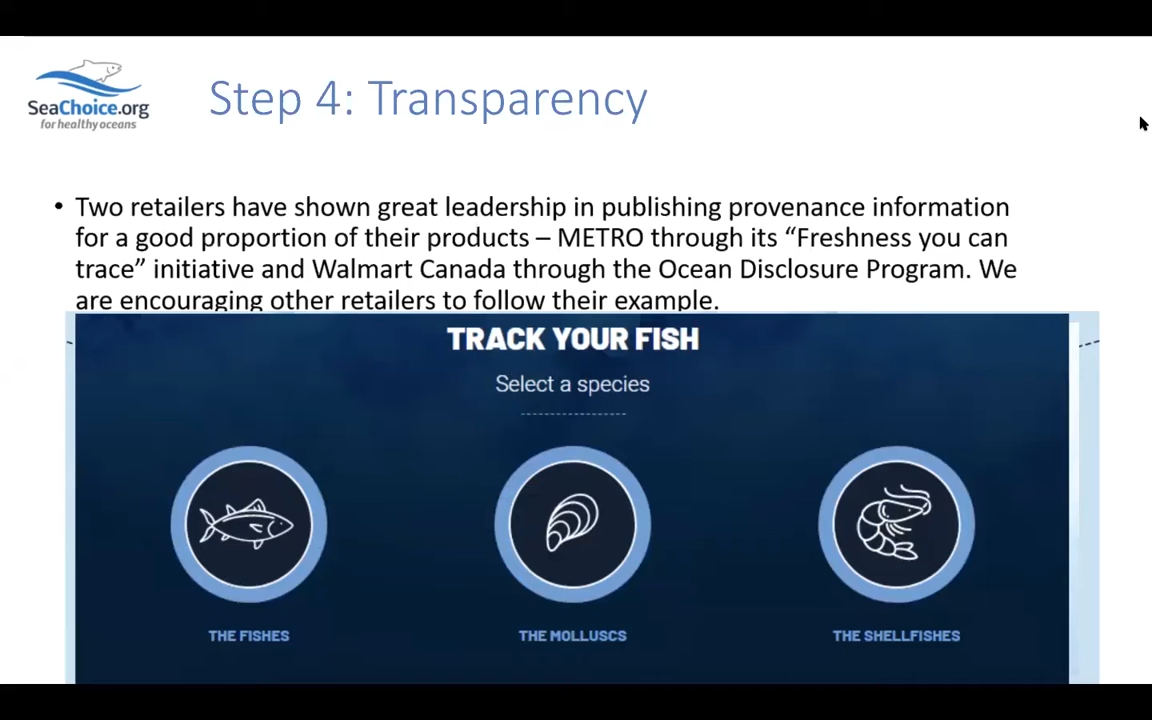 SeaChoice.org
for healthy oceans
Step 4: Transparency
• Two retailers have shown great leadership in publishing provenance information
for a good proportion of their products – METRO through its “Freshness you can
trace” initiative and Walmart Canada through the Ocean Disclosure Program. We
are encouraging other retailers to follow their example.
TRACK YOUR FISH
Select a species
THE FISHES
THE MOLLUSCS
THE SHELLFISHES